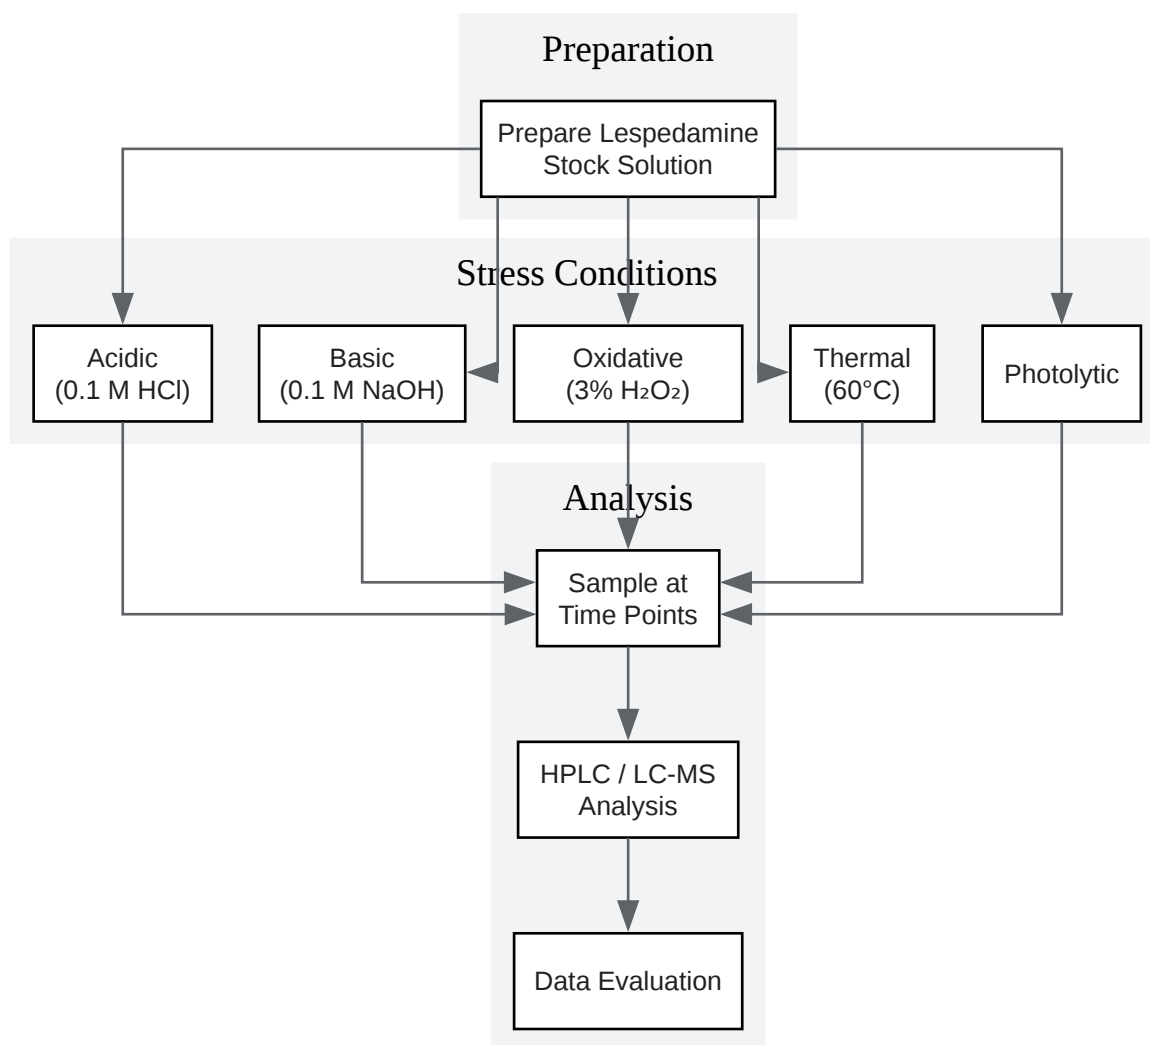 Preparation
Prepare Lespedamine
Stock Solution
Stress Conditions
Acidic
(0.1 M HCl)
Basic
(0.1 M NaOH)
Oxidative
(3% H₂O₂)
Thermal
(60°C)
Photolytic
Analysis
Sample at
Time Points
HPLC / LC-MS
Analysis
Data Evaluation